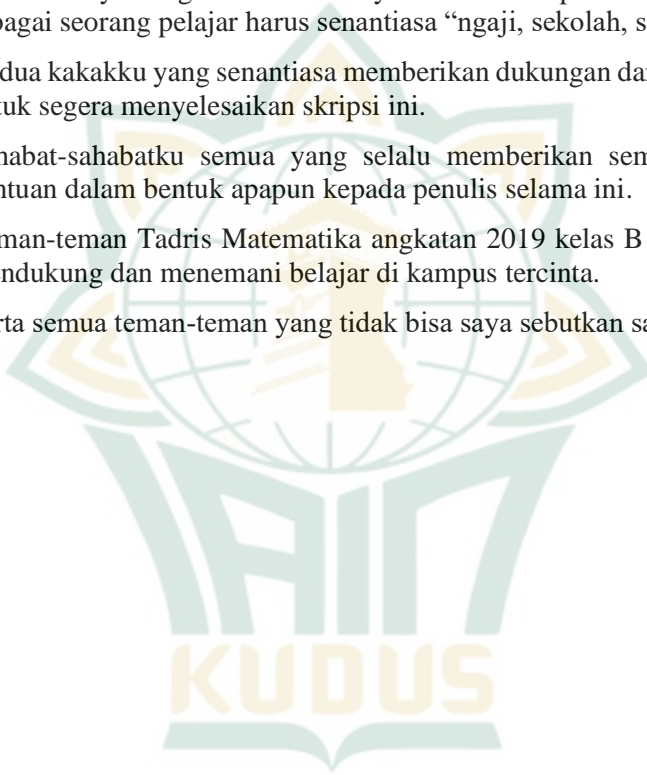 bagai seorang pelajar harus senantiasa “ngaji, sekolah, s
dua kakakku yang senantiasa memberikan dukungan dan
tuk segera menyelesaikan skripsi ini.
habat-sahabatku semua yang selalu memberikan sem
ntuan dalam bentuk apapun kepada penulis selama ini.
man-teman Tadris Matematika angkatan 2019 kelas B
endukung dan menemani belajar di kampus tercinta.
rta semua teman-teman yang tidak bisa saya sebutkan sa
IAIN
KUDUS